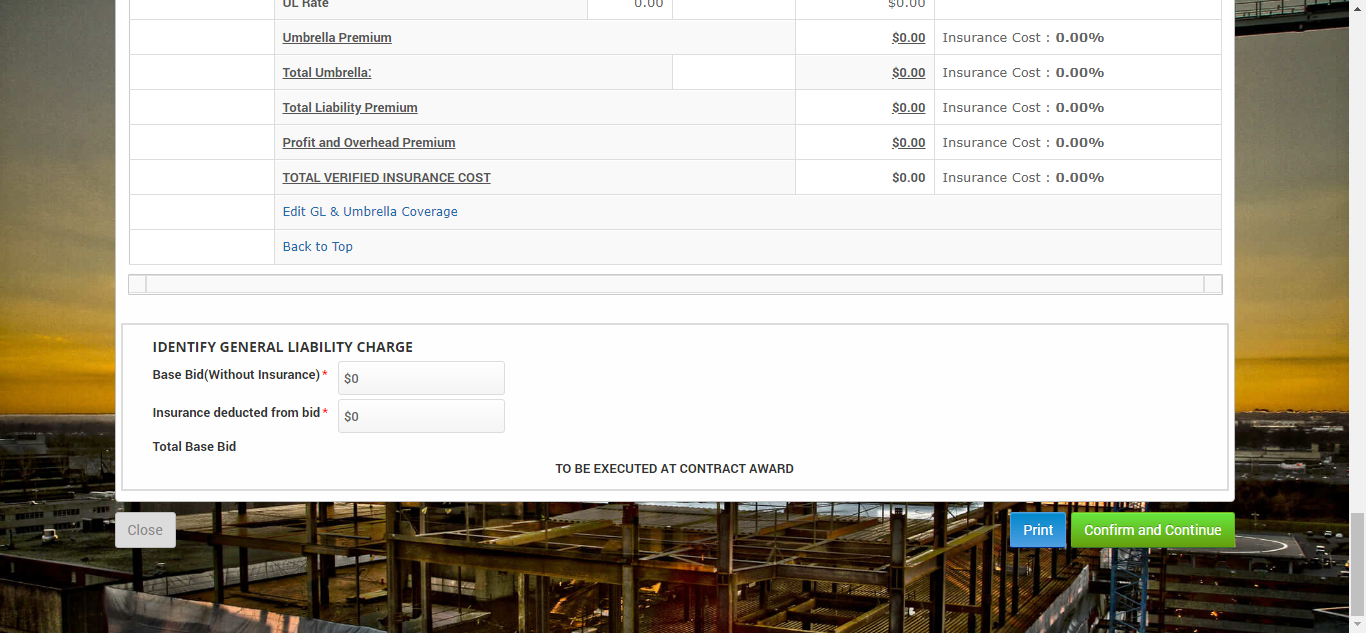 UL Rate 0.00 $0.00
Umbrella Premium $0.00 Insurance Cost : 0.00%
Total Umbrella: $0.00 Insurance Cost : 0.00%
Total Liability Premium $0.00 Insurance Cost : 0.00%
Profit and Overhead Premium $0.00 Insurance Cost : 0.00%
TOTAL VERIFIED INSURANCE COST $0.00 Insurance Cost : 0.00%
Edit GL & Umbrella Coverage
Back to Top
IDENTIFY GENERAL LIABILITY CHARGE
Base Bid(Without Insurance)* $0
Insurance deducted from bid* $0
Total Base Bid
TO BE EXECUTED AT CONTRACT AWARD
Close Print Confirm and Continue